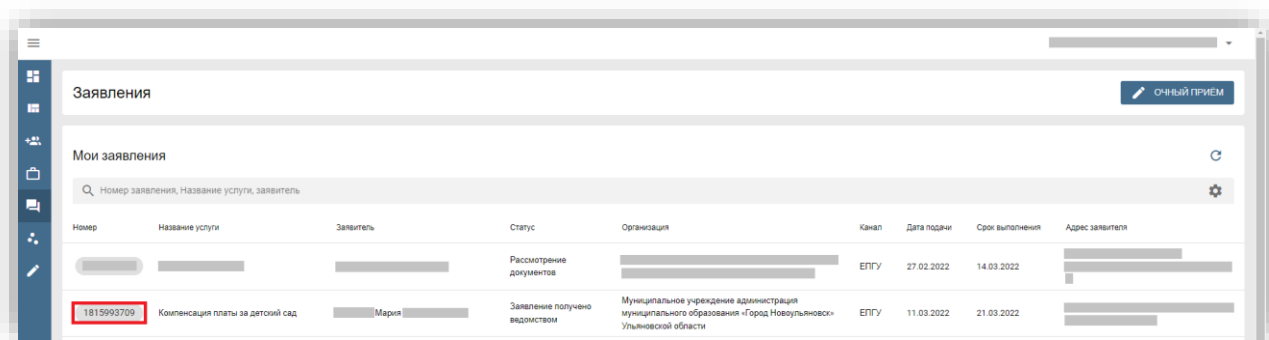 Заявления
ОЧНЫЙ ПРИЁМ
Мои заявления
Номер заявления, Название услуги, заявитель
Номер Название услуги Заявитель Статус Организация Канал Дата подачи Срок выполнения Адрес заявителя
Рассмотрение
документов
ЕПГУ 27.02.2022 14.03.2022
1815993709 Компенсация платы за детский сад Мария
Заявление получено
ведомством
Муниципальное учреждение администрация
муниципального образования «Город Новоульяновск»
Ульяновской области
ЕПГУ 11.03.2022 21.03.2022